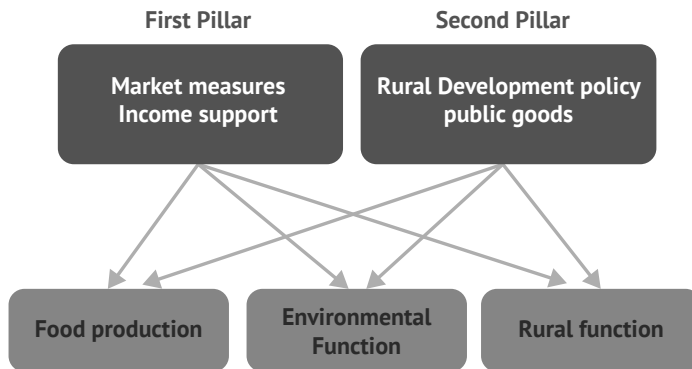 First Pillar
Second Pillar
Market measures
Income support
Rural Development policy
public goods
Food production
Environmental
Function
Rural function